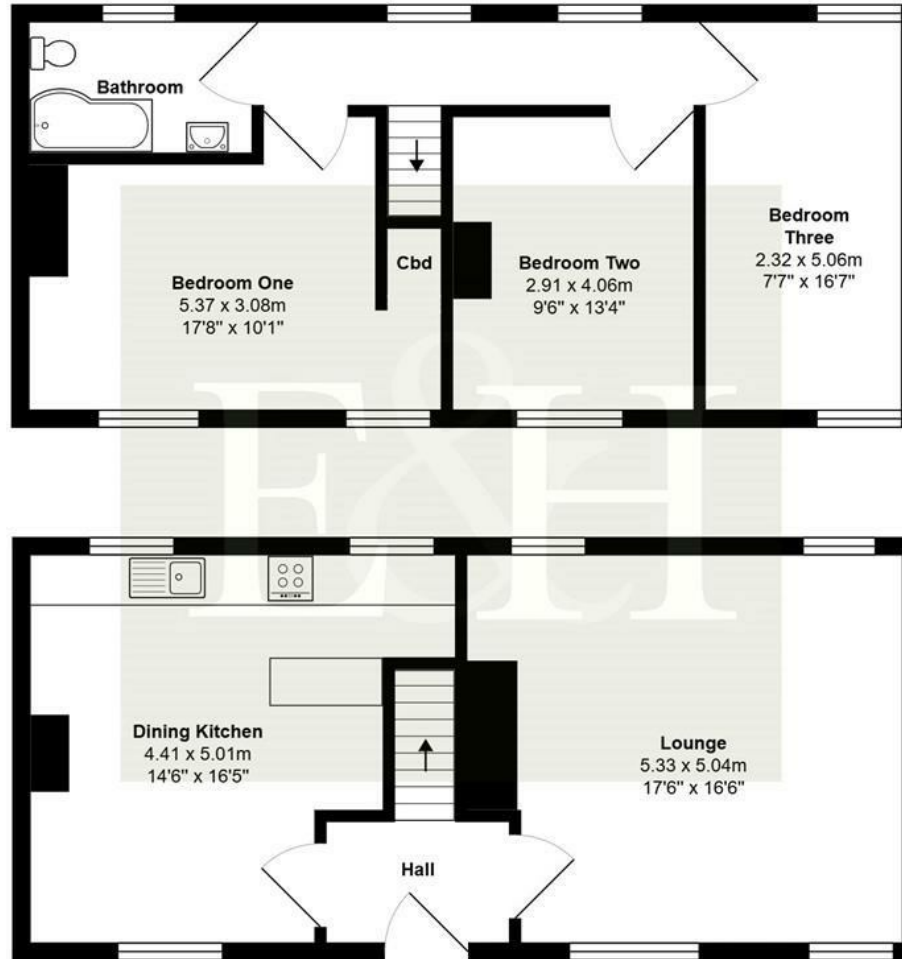 Bathroom
Bedroom One
5.37 x 3.08m
17'8" x 10'1"
Cbd
Bedroom Two
2.91 x 4.06m
9'6" x 13'4"
Bedroom
Three
2.32 x 5.06m
7'7" x 16'7"
E&H
Dining Kitchen
4.41 x 5.01m
14'6" x 16'5"
Lounge
5.33 x 5.04m
17'6" x 16'6"
Hall